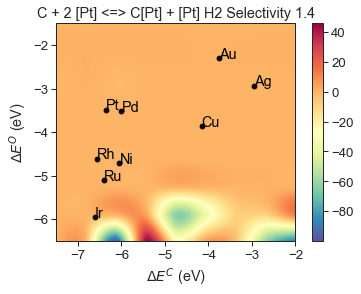 C + 2 [Pt] <=> C[Pt] + [Pt] H2 Selectivity 1.4
−2
−3
−4
−5
−6
ΔE^O (eV)
Au
Ag
Pt
Pd
Cu
Rh
Ni
Ru
Ir
−7
−6
−5
−4
−3
−2
ΔE^C (eV)
40
20
0
−20
−40
−60
−80